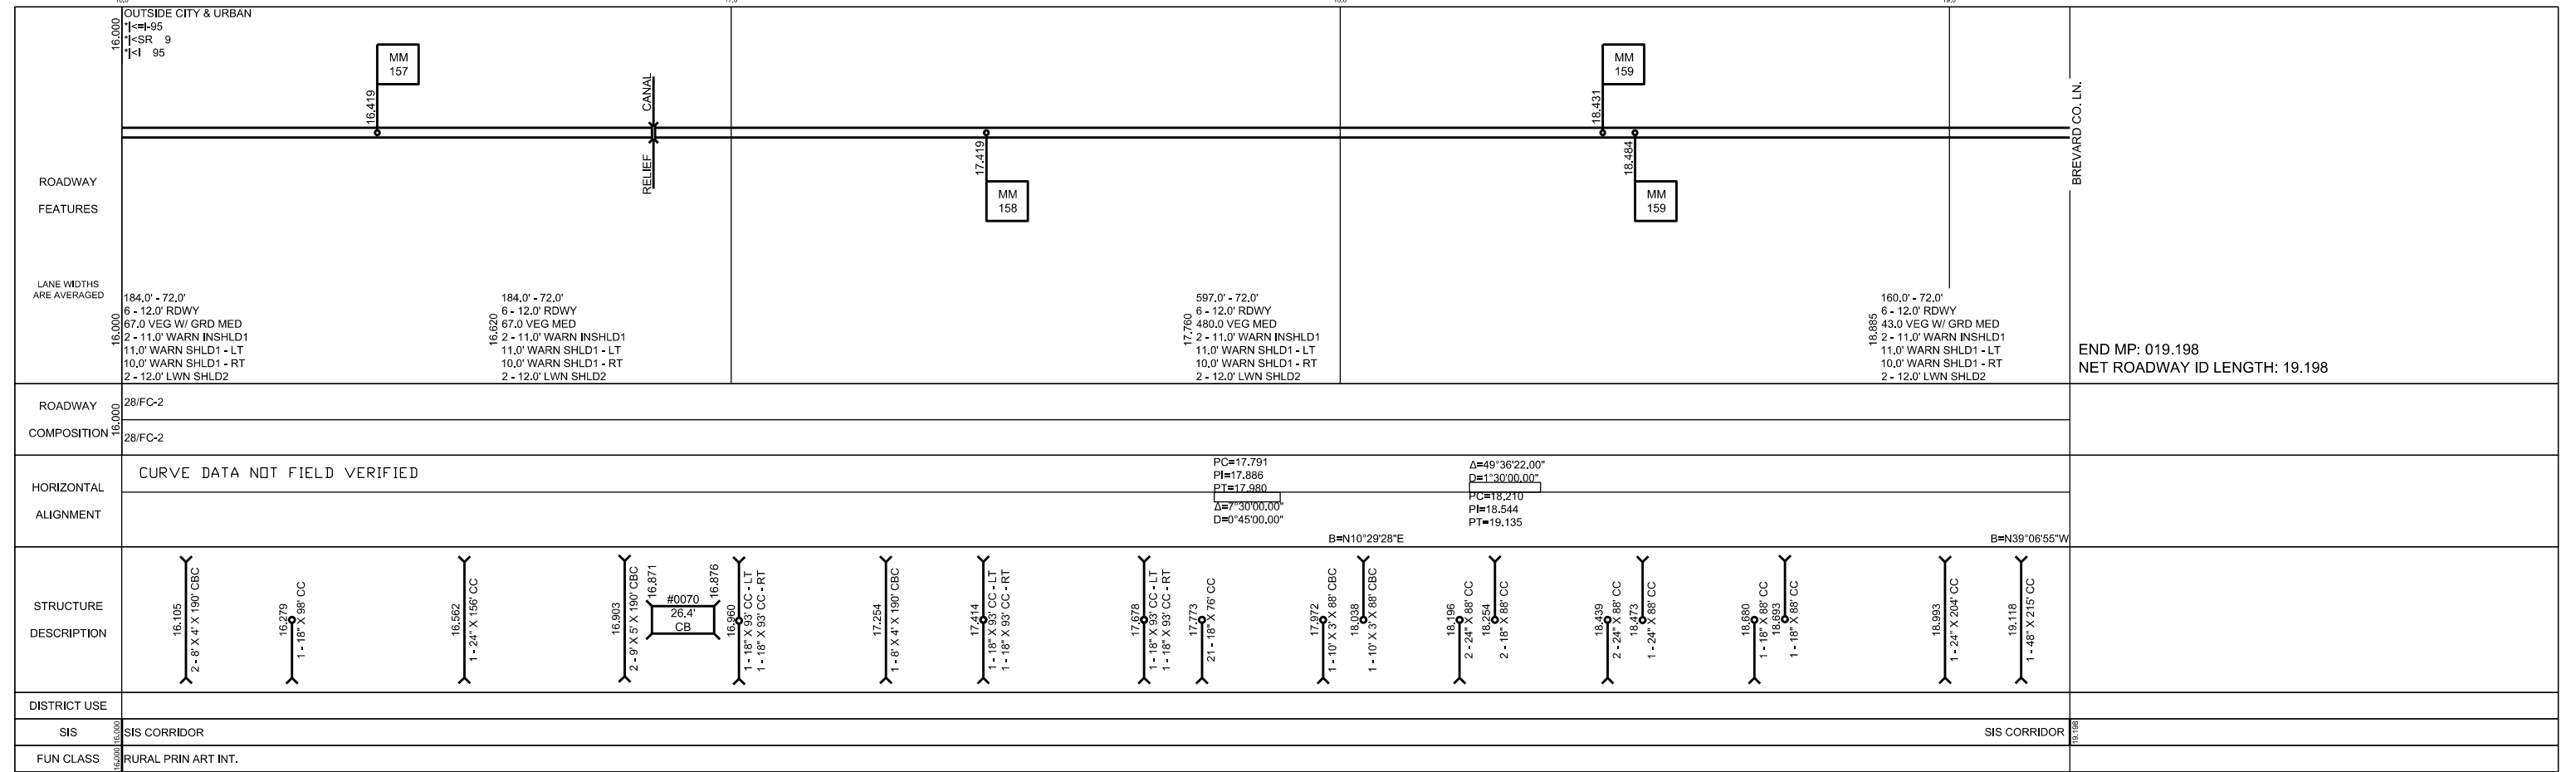 16.0
17.0
18.0
19.0
16.000
OUTSIDE CITY & URBAN
*|<=I-95
*|<SR 9
*|<I 95
MM
157
16.419
CANAL
RELIEF
17.419
MM
158
MM
159
18.431
18.484
MM
159
BREVARD CO. LN.
ROADWAY
FEATURES
LANE WIDTHS
ARE AVERAGED
16.000
184.0' - 72.0'
6 - 12.0' RDWY
67.0 VEG W/ GRD MED
2 - 11.0' WARN INSHLD1
11.0' WARN SHLD1 - LT
10.0' WARN SHLD1 - RT
2 - 12.0' LWN SHLD2
16.620
184.0' - 72.0'
6 - 12.0' RDWY
67.0 VEG MED
2 - 11.0' WARN INSHLD1
11.0' WARN SHLD1 - LT
10.0' WARN SHLD1 - RT
2 - 12.0' LWN SHLD2
17.760
597.0' - 72.0'
6 - 12.0' RDWY
480.0 VEG MED
2 - 11.0' WARN INSHLD1
11.0' WARN SHLD1 - LT
10.0' WARN SHLD1 - RT
2 - 12.0' LWN SHLD2
18.885
160.0' - 72.0'
6 - 12.0' RDWY
43.0 VEG W/ GRD MED
2 - 11.0' WARN INSHLD1
11.0' WARN SHLD1 - LT
10.0' WARN SHLD1 - RT
2 - 12.0' LWN SHLD2
END MP: 019.198
NET ROADWAY ID LENGTH: 19.198
ROADWAY
COMPOSITION
16.000
28/FC-2
28/FC-2
HORIZONTAL
ALIGNMENT
CURVE DATA NOT FIELD VERIFIED
PC=17.791
PI=17.886
PT=17.980
Δ=7°30'00.00"
D=0°45'00.00"
Δ=49°36'22.00"
D=1°30'00.00"
PC=18.210
PI=18.544
PT=19.135
B=N10°29'28"E
B=N39°06'55"W
STRUCTURE
DESCRIPTION
16.105
2 - 8' X 4' X 190' CBC
16.279
1 - 18" X 98' CC
16.562
1 - 24" X 156' CC
16.903
2 - 9' X 5' X 190' CBC
16.871
#0070
26.4'
CB
16.876
16.960
1 - 18" X 93' CC - LT
1 - 18" X 93' CC - RT
17.254
1 - 8' X 4' X 190' CBC
17.414
1 - 18" X 93' CC - LT
1 - 18" X 93' CC - RT
17.678
1 - 18" X 93' CC - LT
1 - 18" X 93' CC - RT
17.773
21 - 18" X 76' CC
17.972
1 - 10' X 3' X 88' CBC
18.038
1 - 10' X 3' X 88' CBC
18.196
2 - 24" X 88' CC
18.254
2 - 18" X 88' CC
18.439
2 - 24" X 88' CC
18.473
1 - 24" X 88' CC
18.680
1 - 18" X 88' CC
18.693
1 - 18" X 88' CC
18.993
1 - 24" X 204' CC
19.118
1 - 48" X 215' CC
DISTRICT USE
SIS
16.000
SIS CORRIDOR
SIS CORRIDOR
19.198
FUN CLASS
16.000
RURAL PRIN ART INT.